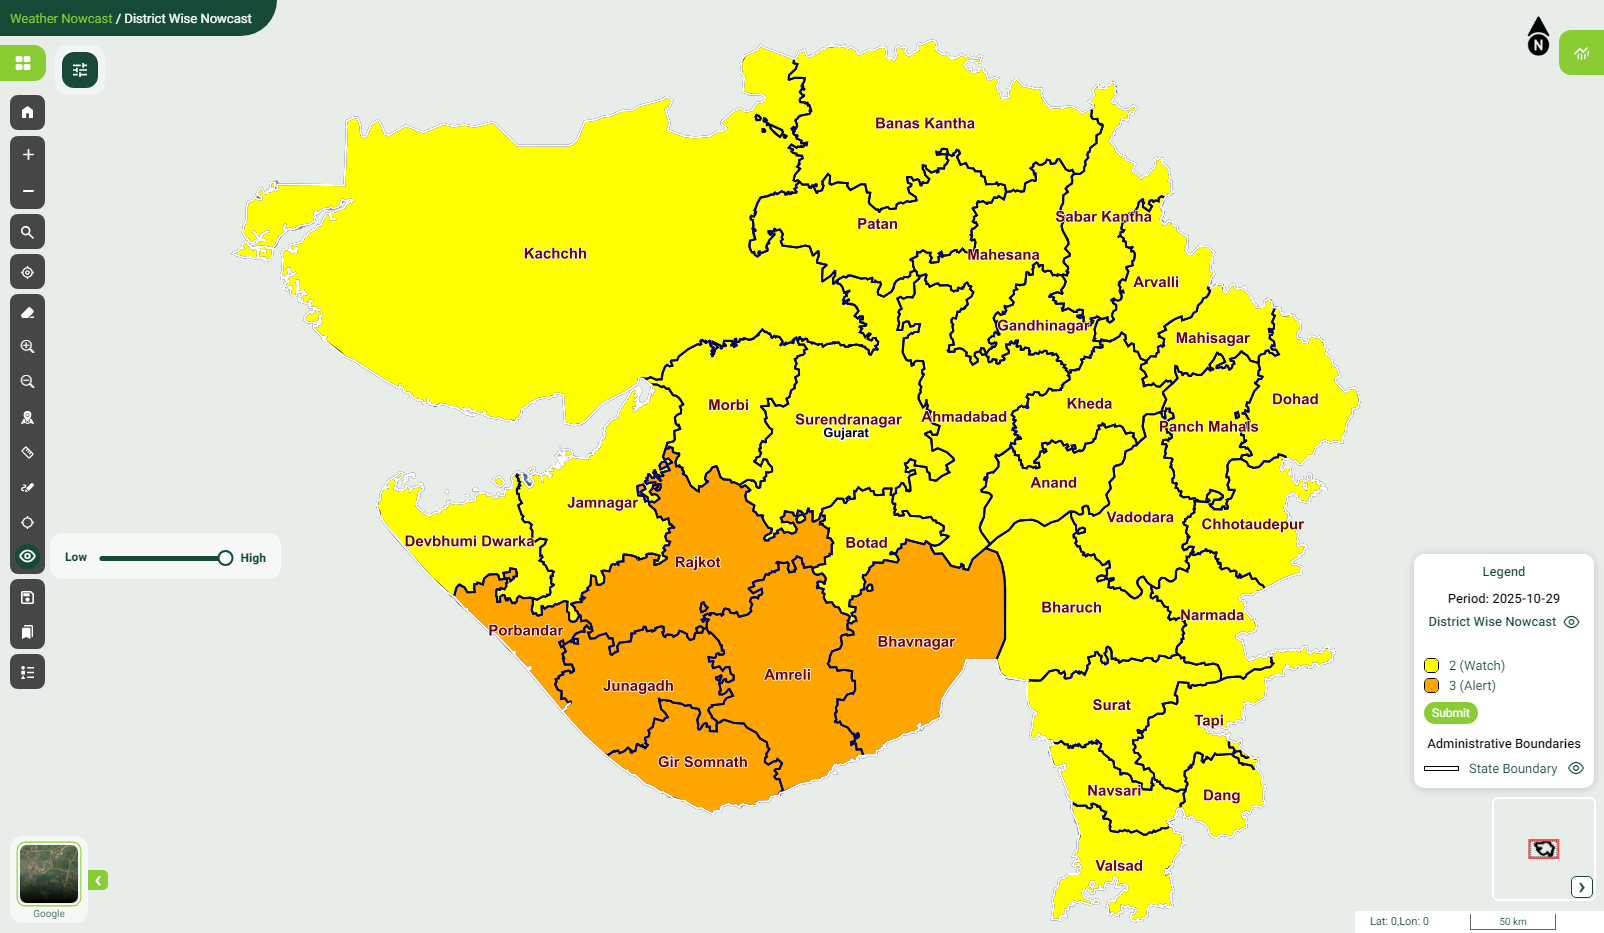 Weather Nowcast / District Wise Nowcast
N
Banas Kantha
Patan
Sabar Kantha
Kachchh
Mahesana
Arvalli
Gandhinagar
Mahisagar
Morbi
Surendranagar
Gujarat
Ahmadabad
Kheda
Dohad
Panch Mahals
Anand
Jamnagar
Vadodara
Chhotaudepur
Devbhumi Dwarka
Botad
Low
High
Rajkot
Bharuch
Narmada
Porbandar
Bhavnagar
Junagadh
Amreli
Surat
Tapi
Gir Somnath
Navsari
Dang
Valsad
Legend
Period: 2025-10-29
District Wise Nowcast
2 (Watch)
3 (Alert)
Submit
Administrative Boundaries
State Boundary
Google
Lat: 0,Lon: 0
50 km